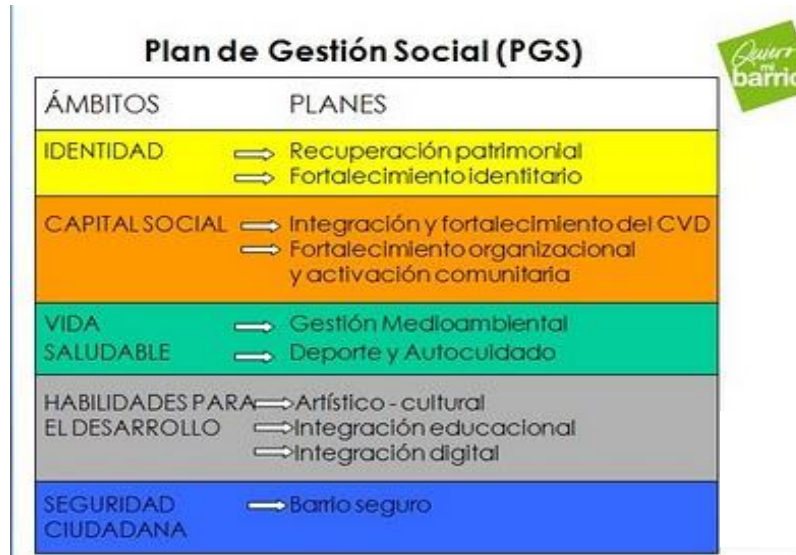 Plan de Gestión Social (PGS)
Quiero
mi
barrio
ÁMBITOS PLANES
IDENTIDAD Recuperación patrimonial
Fortalecimiento identitario
CAPITAL SOCIAL Integración y fortalecimiento del CVD
Fortalecimiento organizacional
y activación comunitaria
VIDA Gestión Medioambiental
SALUDABLE Deporte y Autocuidado
HABILIDADES PARA Artístico - cultural
EL DESARROLLO Integración educacional
Integración digital
SEGURIDAD Barrio seguro
CIUDADANA